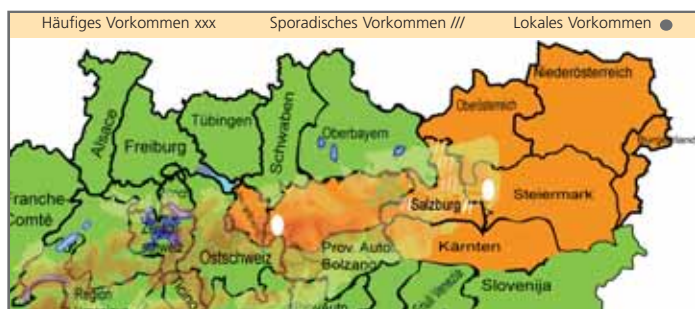 Häufiges Vorkommen xxx Sporadisches Vorkommen /// Lokales Vorkommen
Niederösterreich
Oberösterreich
Alsace
Freiburg
Tübingen
Schwaben
Oberbayern
Franche-
Comté
Ostschweiz
Salzburg
Steiermark
Prov. Auto
Bolzano
Kärnten
Slovenija
Region